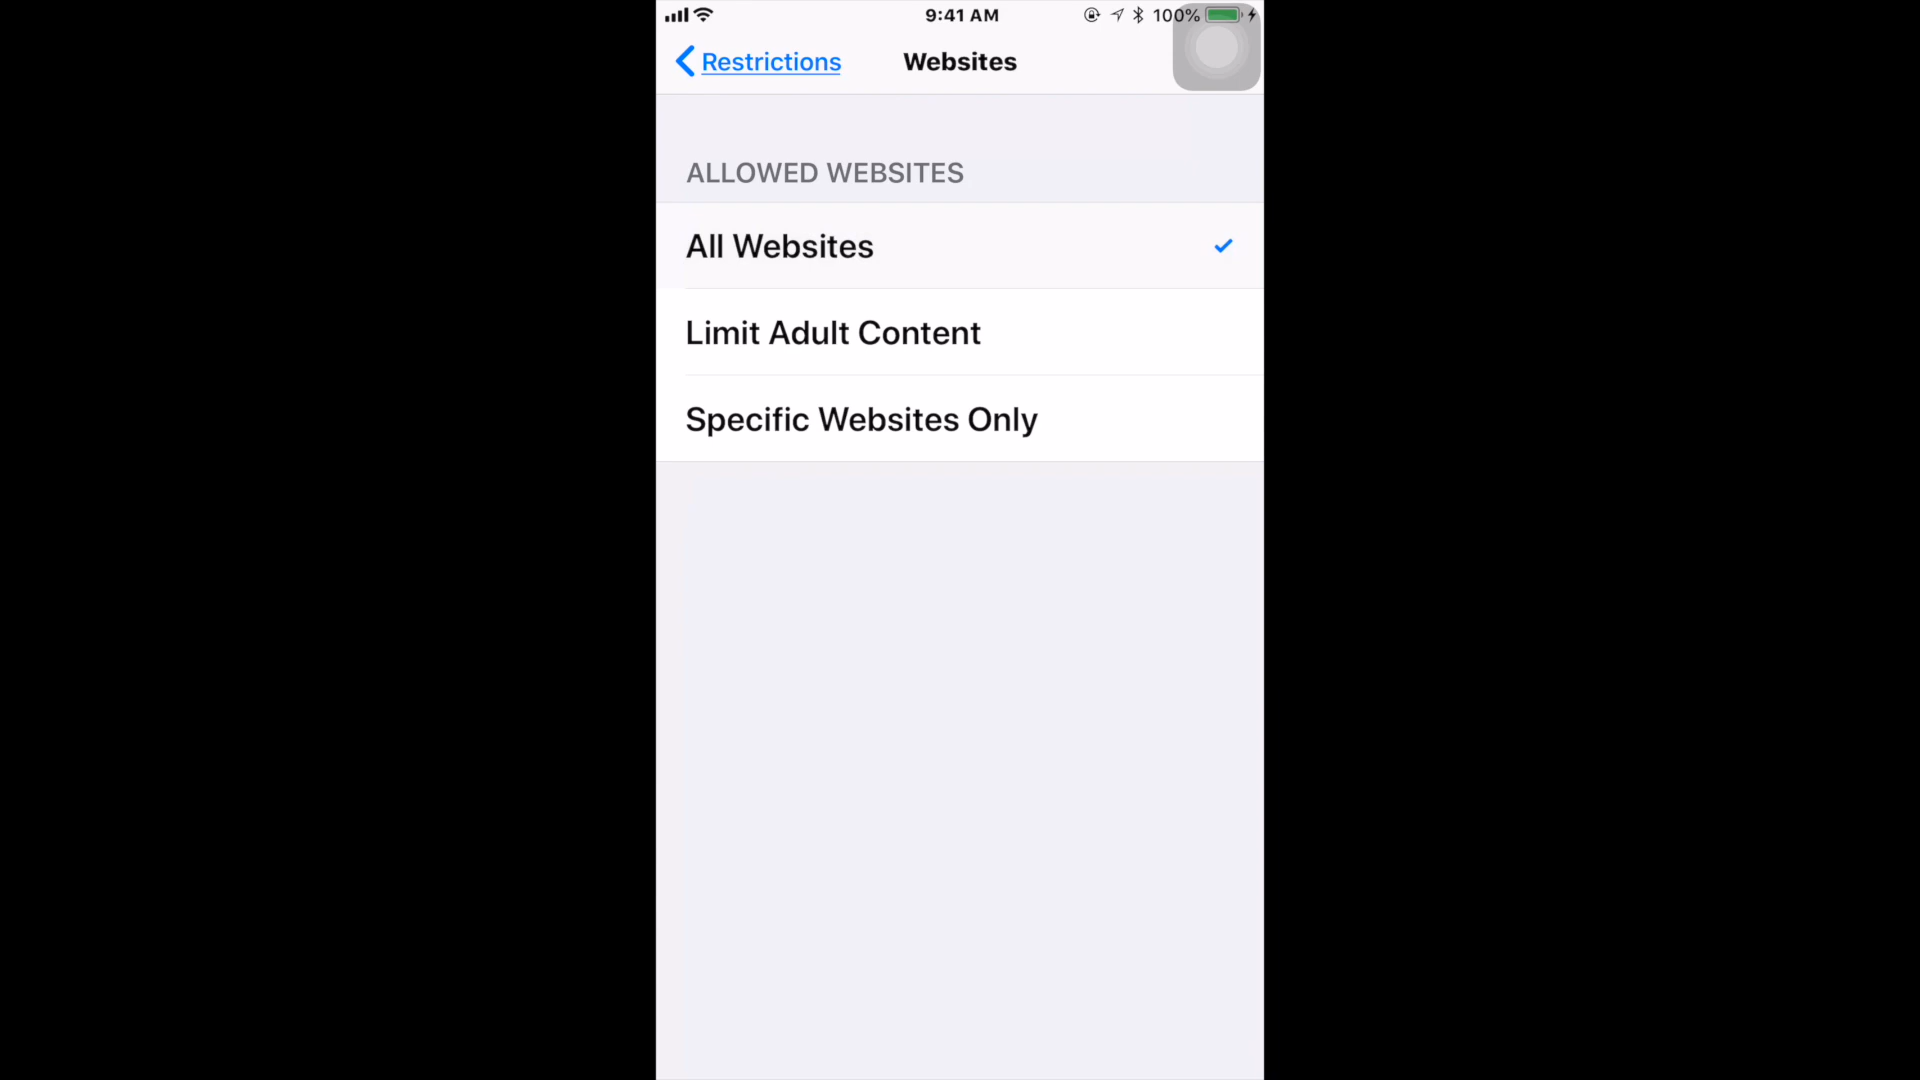 9:41 AM
100%
Restrictions
Websites
ALLOWED WEBSITES
All Websites
Limit Adult Content
Specific Websites Only